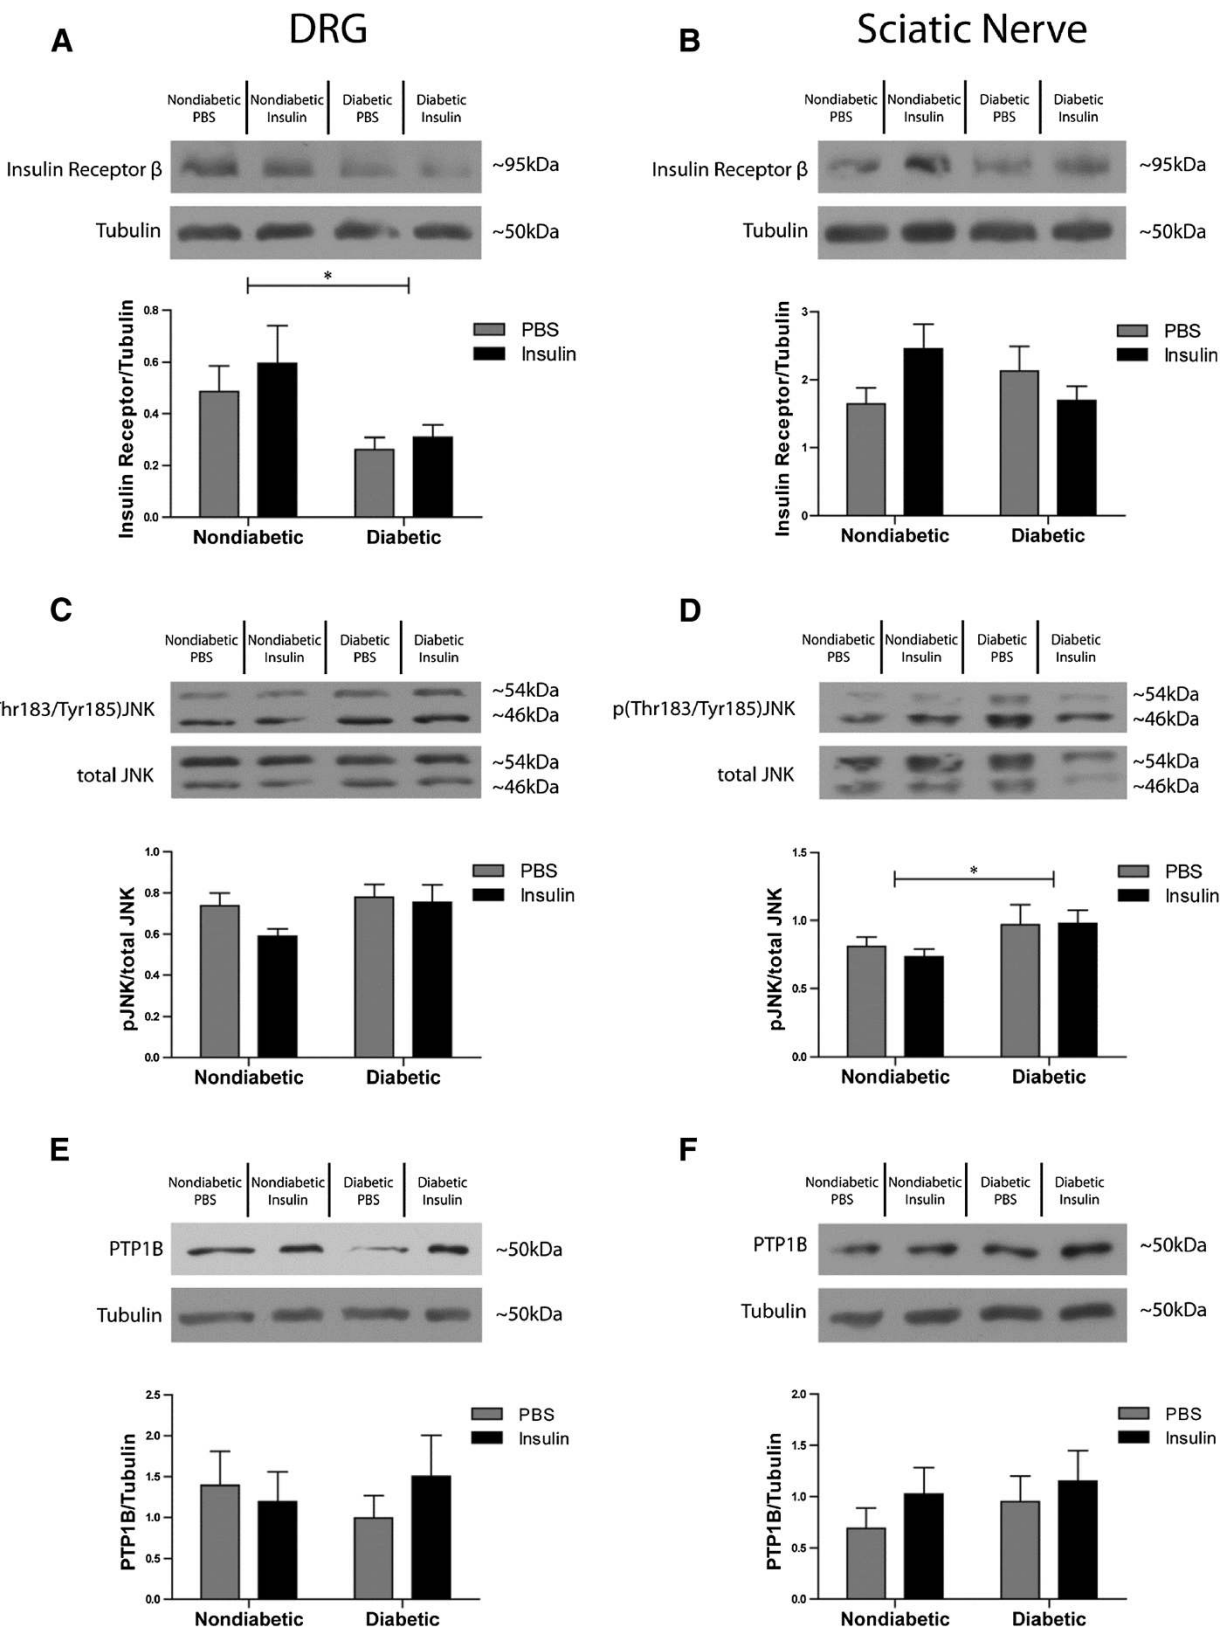 DRG
Sciatic Nerve
A
Nondiabetic PBS
Nondiabetic Insulin
Diabetic PBS
Diabetic Insulin
Insulin Receptor β
~95kDa
Tubulin
~50kDa
*
Insulin Receptor/Tubulin
0.8
0.6
0.4
0.2
0.0
PBS
Insulin
Nondiabetic
Diabetic
B
Nondiabetic PBS
Nondiabetic Insulin
Diabetic PBS
Diabetic Insulin
Insulin Receptor β
~95kDa
Tubulin
~50kDa
Insulin Receptor/Tubulin
3
2
1
0
PBS
Insulin
Nondiabetic
Diabetic
C
Nondiabetic PBS
Nondiabetic Insulin
Diabetic PBS
Diabetic Insulin
hr183/Tyr185)JNK
~54kDa
~46kDa
total JNK
~54kDa
~46kDa
pJNK/total JNK
1.0
0.8
0.6
0.4
0.2
0.0
PBS
Insulin
Nondiabetic
Diabetic
D
Nondiabetic PBS
Nondiabetic Insulin
Diabetic PBS
Diabetic Insulin
p(Thr183/Tyr185)JNK
~54kDa
~46kDa
total JNK
~54kDa
~46kDa
*
pJNK/total JNK
1.5
1.0
0.5
0.0
PBS
Insulin
Nondiabetic
Diabetic
E
Nondiabetic PBS
Nondiabetic Insulin
Diabetic PBS
Diabetic Insulin
PTP1B
~50kDa
Tubulin
~50kDa
PTP1B/Tubulin
2.5
2.0
1.5
1.0
0.5
0.0
PBS
Insulin
Nondiabetic
Diabetic
F
Nondiabetic PBS
Nondiabetic Insulin
Diabetic PBS
Diabetic Insulin
PTP1B
~50kDa
Tubulin
~50kDa
PTP1B/Tubulin
2.0
1.5
1.0
0.5
0.0
PBS
Insulin
Nondiabetic
Diabetic